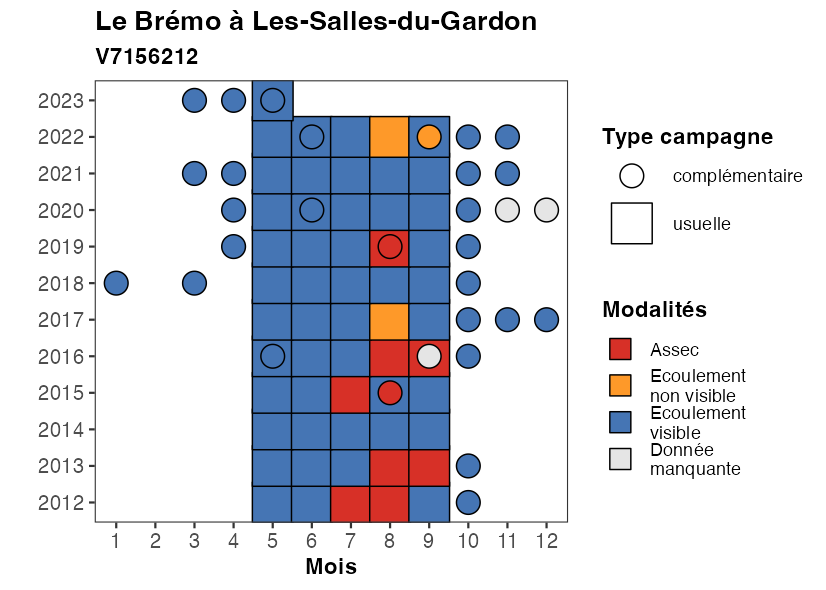 Le Brémo à Les-Salles-du-Gardon
V7156212
2023
2022
2021
2020
2019
2018
2017
2016
2015
2014
2013
2012
1 2 3 4 5 6 7 8 9 10 11 12
Mois
Type campagne
complémentaire
usuelle
Modalités
Assec
Ecoulement
non visible
Ecoulement
visible
Donnée
manquante